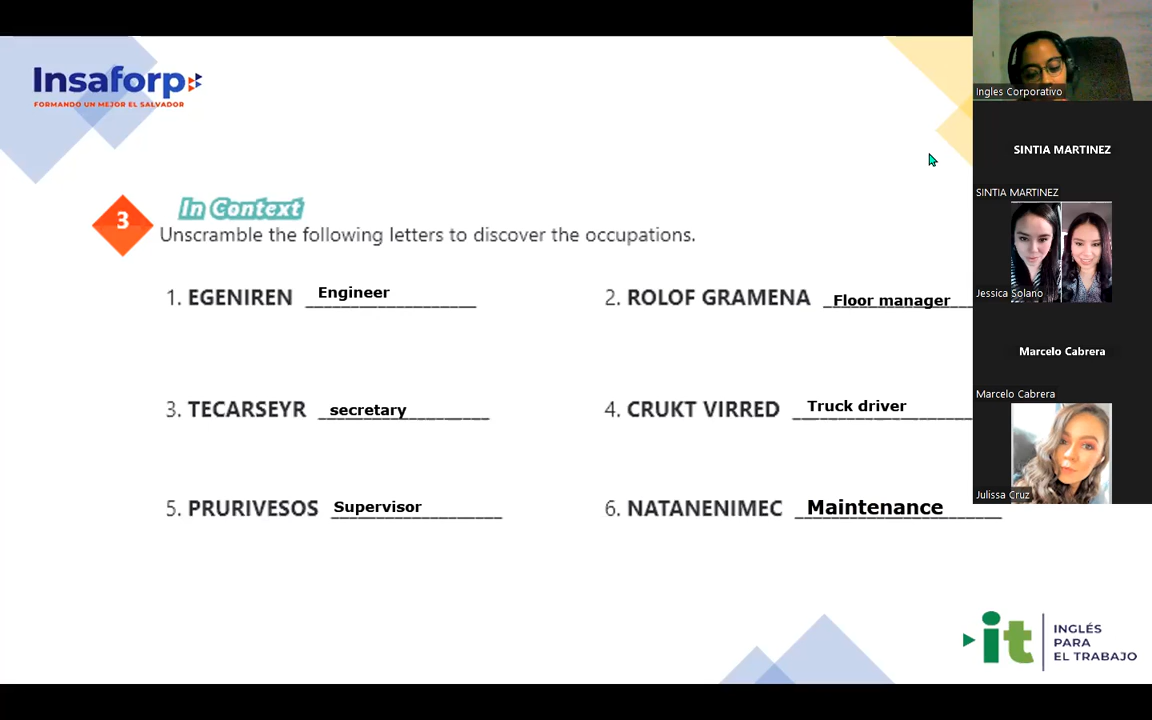 Insaforp
FORMANDO UN MEJOR EL SALVADOR
3
In Context
Unscramble the following letters to discover the occupations.
1. EGENIREN Engineer
2. ROLOF GRAMENA Floor manager
3. TECARSEYR secretary
4. CRUKT VIRRED Truck driver
5. PRURIVESOS Supervisor
6. NATANENIMEC Maintenance
it
INGLÉS
PARA
EL TRABAJO
Ingles Corporativo
SINTIA MARTINEZ
SINTIA MARTINEZ
Jessica Solano
Marcelo Cabrera
Marcelo Cabrera
Julissa Cruz